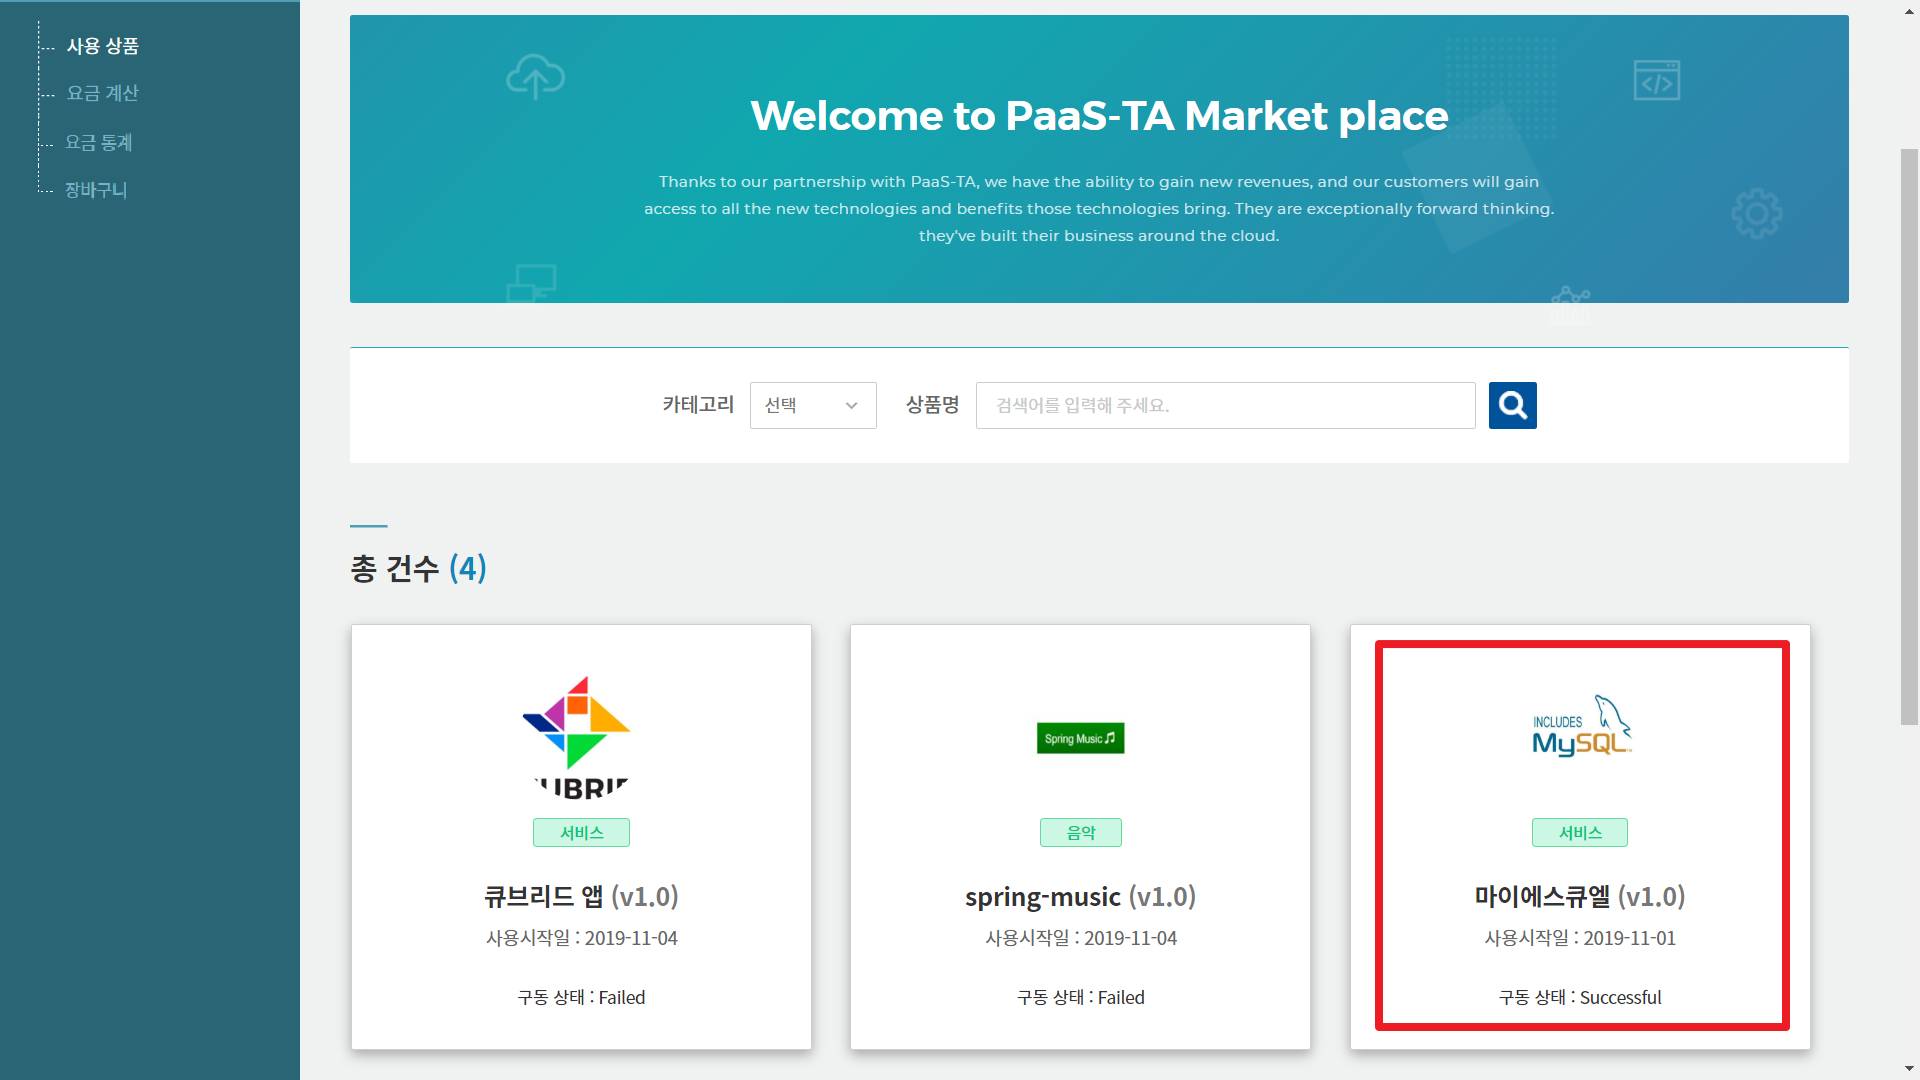 사용 상품
요금 계산
요금 통계
장바구니
Welcome to PaaS-TA Market place
Thanks to our partnership with PaaS-TA, we have the ability to gain new revenues, and our customers will gain
access to all the new technologies and benefits those technologies bring. They are exceptionally forward thinking.
they've built their business around the cloud.
카테고리 선택 상품명 검색어를 입력해 주세요.
총 건수 (4)
서비스
큐브리드 앱 (v1.0)
사용시작일 : 2019-11-04
구동 상태 : Failed
Spring Music
음악
spring-music (v1.0)
사용시작일 : 2019-11-04
구동 상태 : Failed
INCLUDES
MySQL
서비스
마이에스큐엘 (v1.0)
사용시작일 : 2019-11-01
구동 상태 : Successful